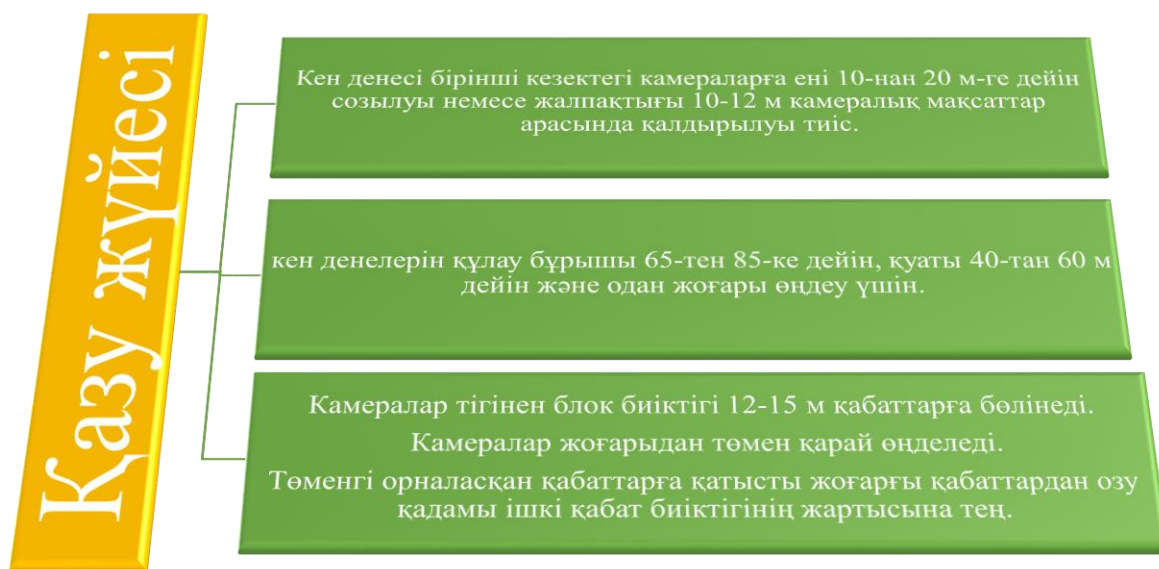 Қазу жүйесі
Кен денесі бірінші кезектегі камераларға ені 10-нан 20 м-ге дейін
созылуы немесе жалпақтығы 10-12 м камералық мақсаттар
арасында қалдырылуы тиіс.
кен денелерін құлау бұрышы 65-тен 85-ке дейін, қуаты 40-тан 60 м
дейін және одан жоғары өңдеу үшін.
Камералар тігінен блок биіктігі 12-15 м қабаттарға бөлінеді.
Камералар жоғарыдан төмен қарай өңделеді.
Төменгі орналасқан қабаттарға қатысты жоғарғы қабаттардан озу
қадамы ішкі қабат биіктігінің жартысына тең.